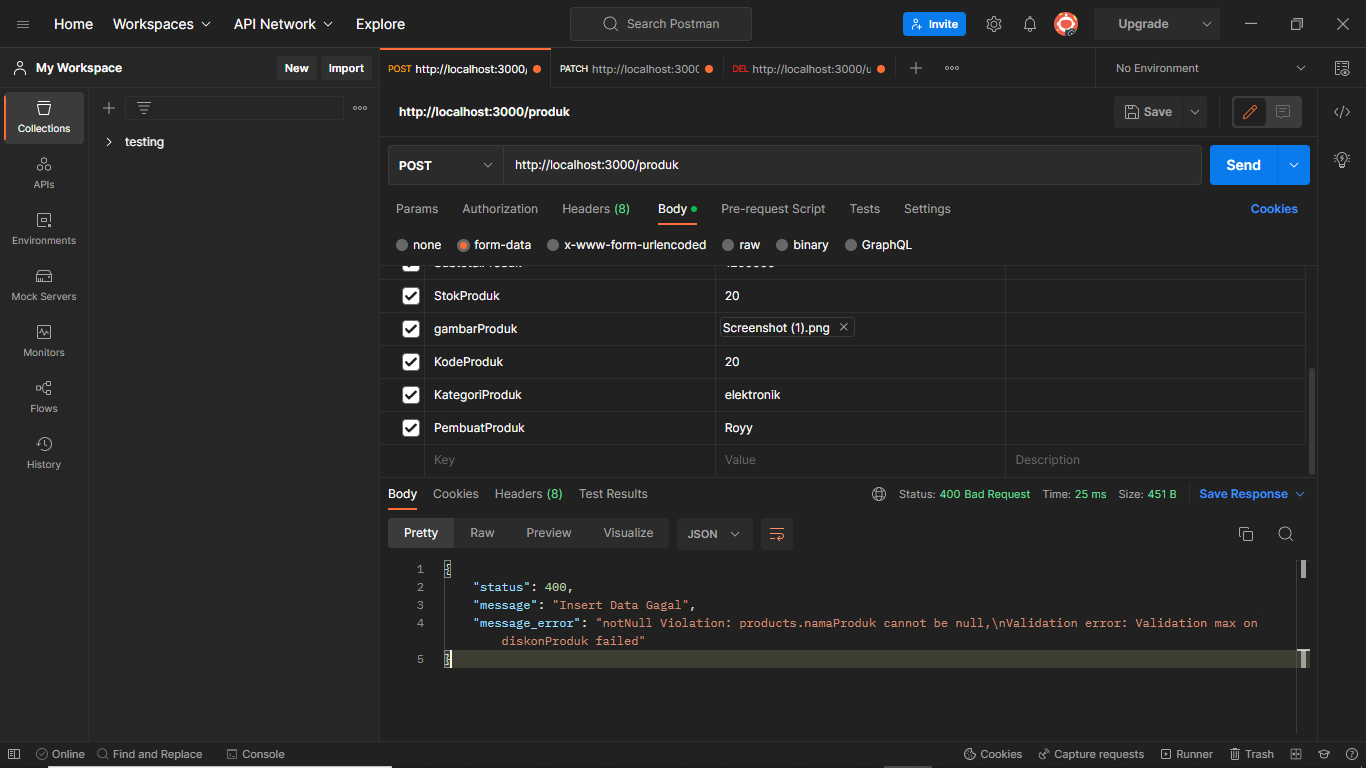 Home Workspaces API Network Explore Search Postman Invite Upgrade
My Workspace New Import POST http://localhost:3000/ PATCH http://localhost:300 DEL http://localhost:3000/u No Environment
Collections
APIs
Environments
Mock Servers
Monitors
Flows
History
testing
http://localhost:3000/produk Save
POST http://localhost:3000/produk Send
Params Authorization Headers (8) Body Pre-request Script Tests Settings Cookies
none form-data x-www-form-urlencoded raw binary GraphQL
StokProduk 20
gambarProduk Screenshot (1).png
KodeProduk 20
KategoriProduk elektronik
PembuatProduk Royy
Key Value Description
Body Cookies Headers (8) Test Results Status: 400 Bad Request Time: 25 ms Size: 451 B Save Response
Pretty Raw Preview Visualize JSON
1 {
2 "status": 400,
3 "message": "Insert Data Gagal",
4 "message_error": "notNull Violation: products.namaProduk cannot be null,\nValidation error: Validation max on
diskonProduk failed"
5 }
Online Find and Replace Console Cookies Capture requests Runner Trash